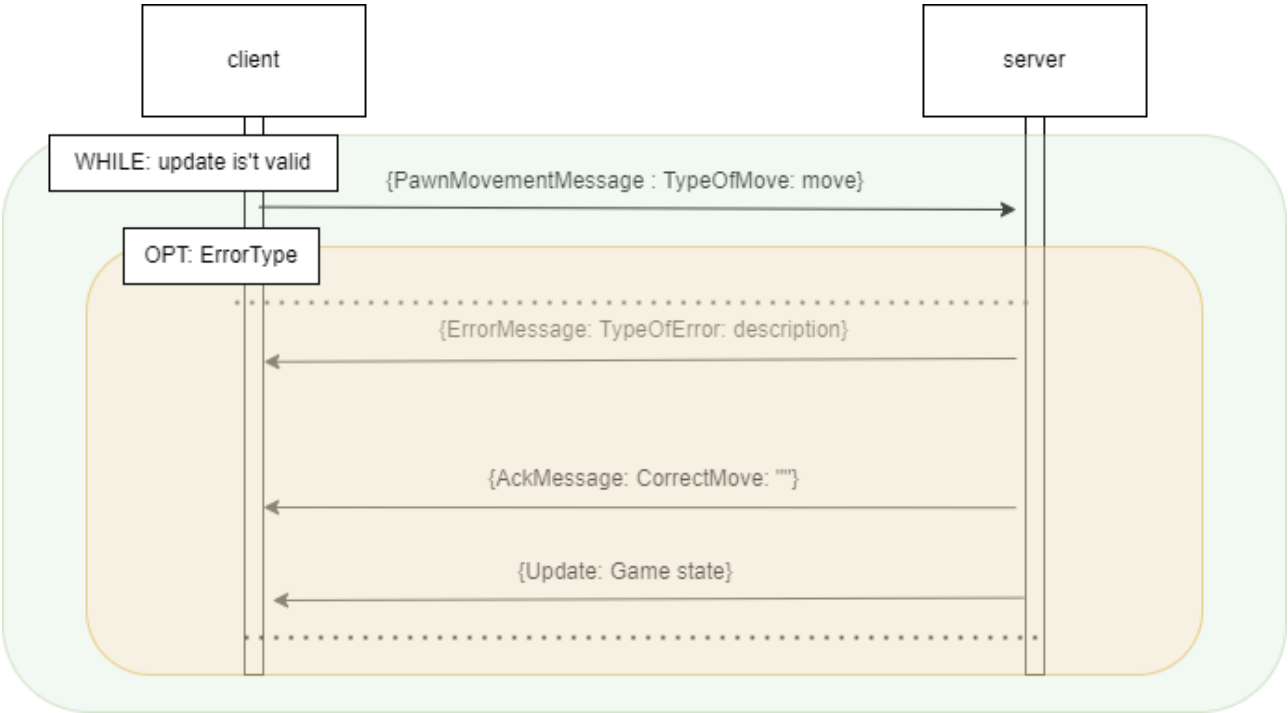 client
server
WHILE: update is't valid
{PawnMovementMessage : TypeOfMove: move}
OPT: ErrorType
{ErrorMessage: TypeOfError: description}
{AckMessage: CorrectMove: ""}
{Update: Game state}